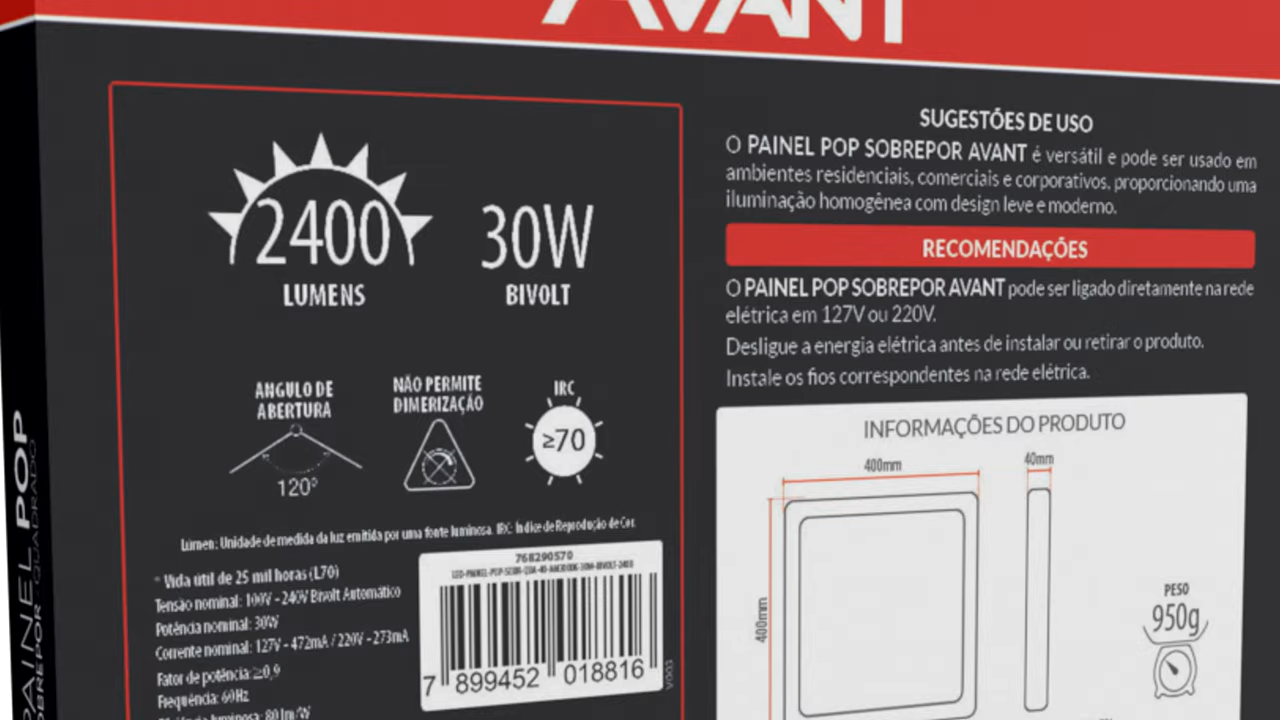 AVANT
2400
LUMENS
30W
BIVOLT
ANGULO DE
ABERTURA
120º
NÃO PERMITE
DIMERIZAÇÃO
IRC
≥70
Lúmen: Unidade de medida da luz emitida por uma fonte luminosa. IRC: Índice de Reprodução de Cor.
* Vida útil de 25 mil horas (L70)
Tensão nominal: 100V - 240V Bivolt Automático
Potência nominal: 30W
Corrente nominal: 127V - 472mA / 220V - 273mA
Fator de potência: ≥0,9
Frequência: 60Hz
luminosa: 80 lm/W
768290570
7 899452 018816
V003
SUGESTÕES DE USO
O PAINEL POP SOBREPOR AVANT é versátil e pode ser usado em
ambientes residenciais, comerciais e corporativos, proporcionando uma
iluminação homogênea com design leve e moderno.
RECOMENDAÇÕES
O PAINEL POP SOBREPOR AVANT pode ser ligado diretamente na rede
elétrica em 127V ou 220V.
Desligue a energia elétrica antes de instalar ou retirar o produto.
Instale os fios correspondentes na rede elétrica.
INFORMAÇÕES DO PRODUTO
400mm
40mm
400mm
PESO
950g
PAINEL POP
SOBREPOR - QUADRADO